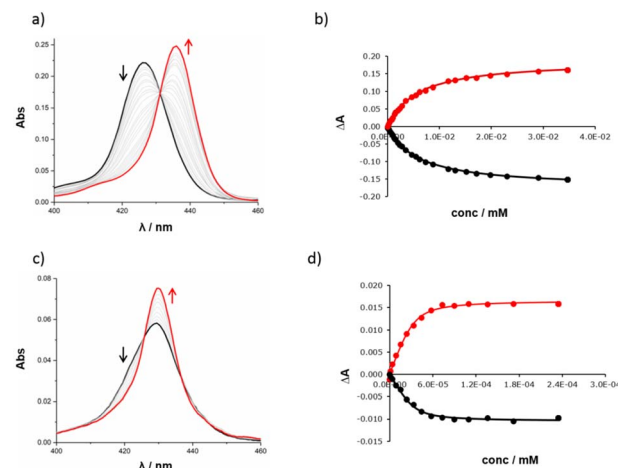 a)
b)
0.25
0.20
0.15
0.10
0.05
0.00
400 420 440 460
Abs
λ / nm
0.20
0.15
0.10
0.05
0.00
-0.05
-0.10
-0.15
-0.20
1.0E-02 2.0E-02 3.0E-02 4.0E-02
ΔA
conc / mM
c)
d)
0.08
0.06
0.04
0.02
0.00
400 420 440 460
Abs
λ / nm
0.020
0.015
0.010
0.005
0.000
-0.005
-0.010
-0.015
6.0E-05 1.2E-04 1.8E-04 2.4E-04 3.0E-04
ΔA
conc / mM